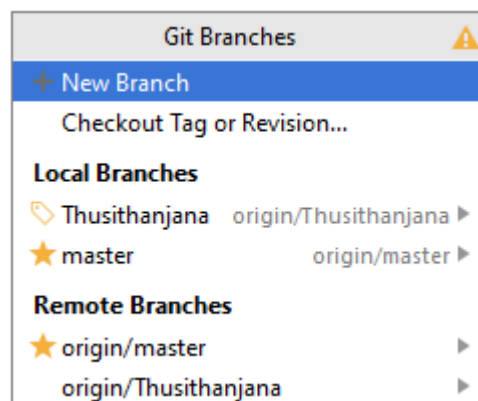 Git Branches
New Branch
Checkout Tag or Revision...
Local Branches
Thusithanjana origin/Thusithanjana
master origin/master
Remote Branches
origin/master
origin/Thusithanjana